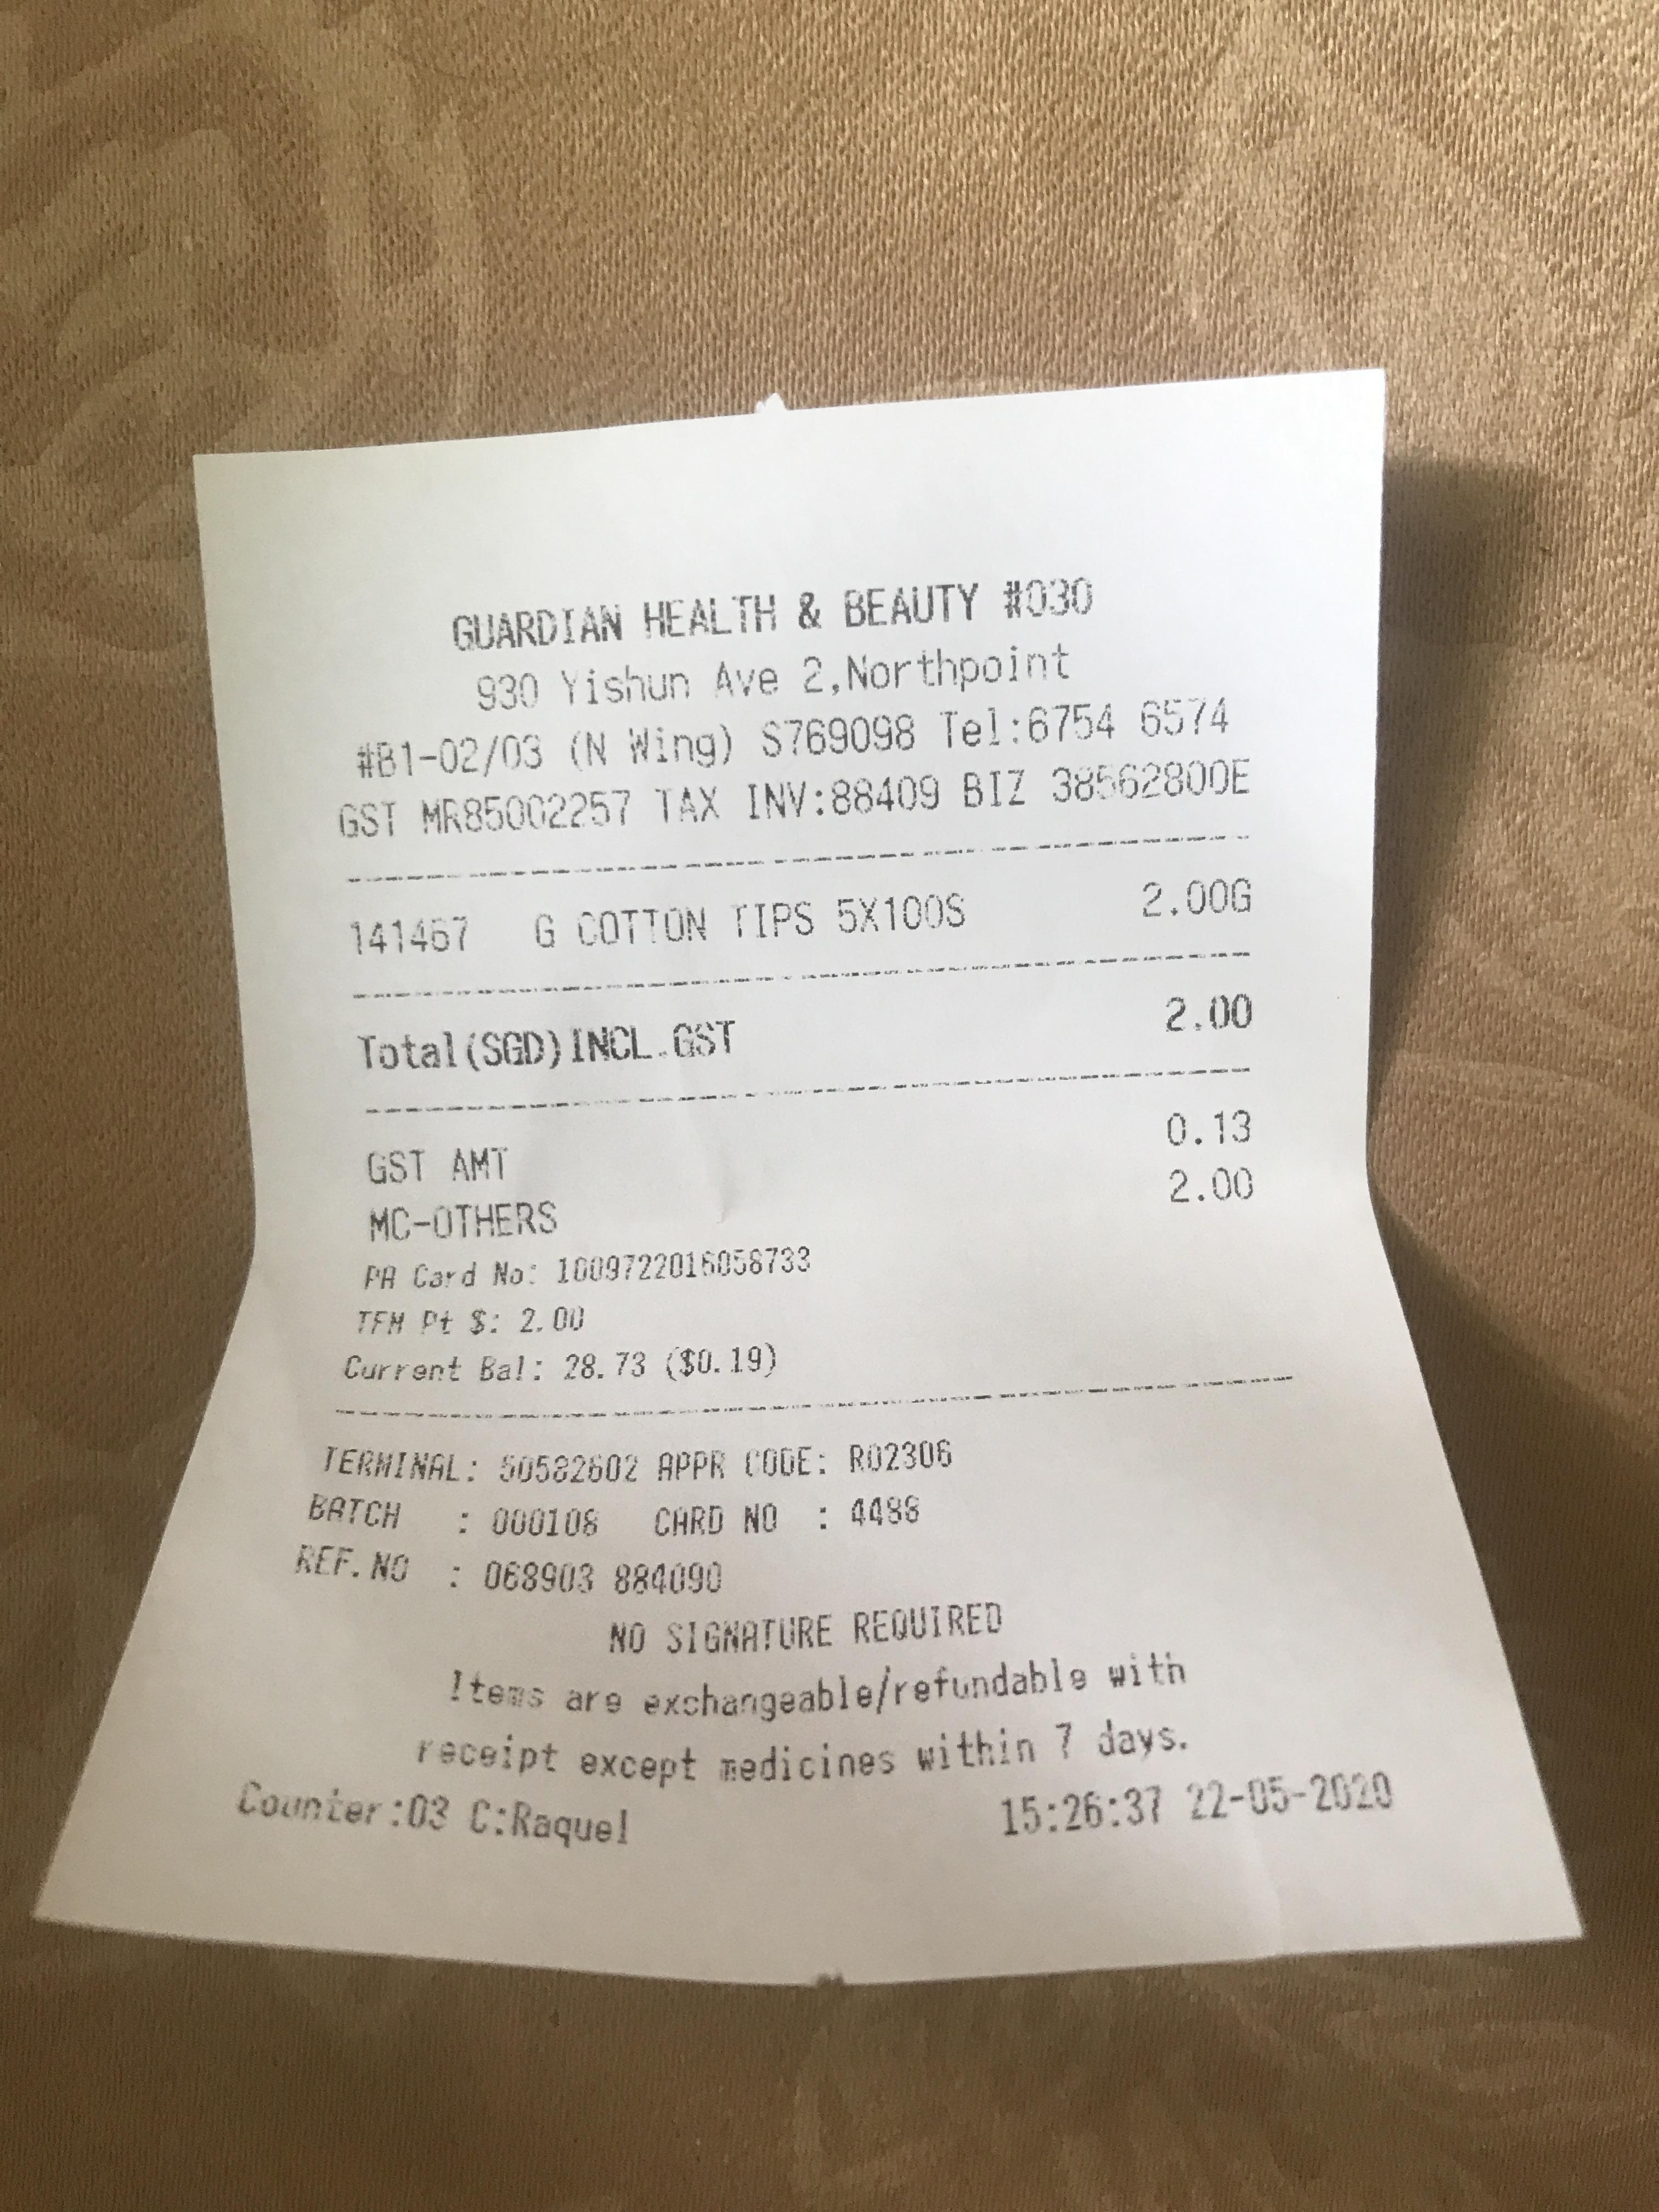 GUARDIAN HEALTH & BEAUTY #030
930 Yishun Ave 2,Northpoint
#B1-02/03 (N Wing) S769098 Tel:6754 6574
GST MR85002257 TAX INV:88409 BIZ 38562800E
141467 G COTTON TIPS 5X100S 2.00G
Total(SGD)INCL.GST 2.00
GST AMT 0.13
MC-OTHERS 2.00
PA Card No: 1009722016058733
TFM Pt $: 2.00
Current Bal: 28.73 ($0.19)
TERMINAL: 50582602 APPR CODE: R02306
BATCH : 000108 CARD NO : 4488
REF.NO : 068903 884090
NO SIGNATURE REQUIRED
Items are exchangeable/refundable with
receipt except medicines within 7 days.
Counter:03 C:Raquel 15:26:37 22-05-2020